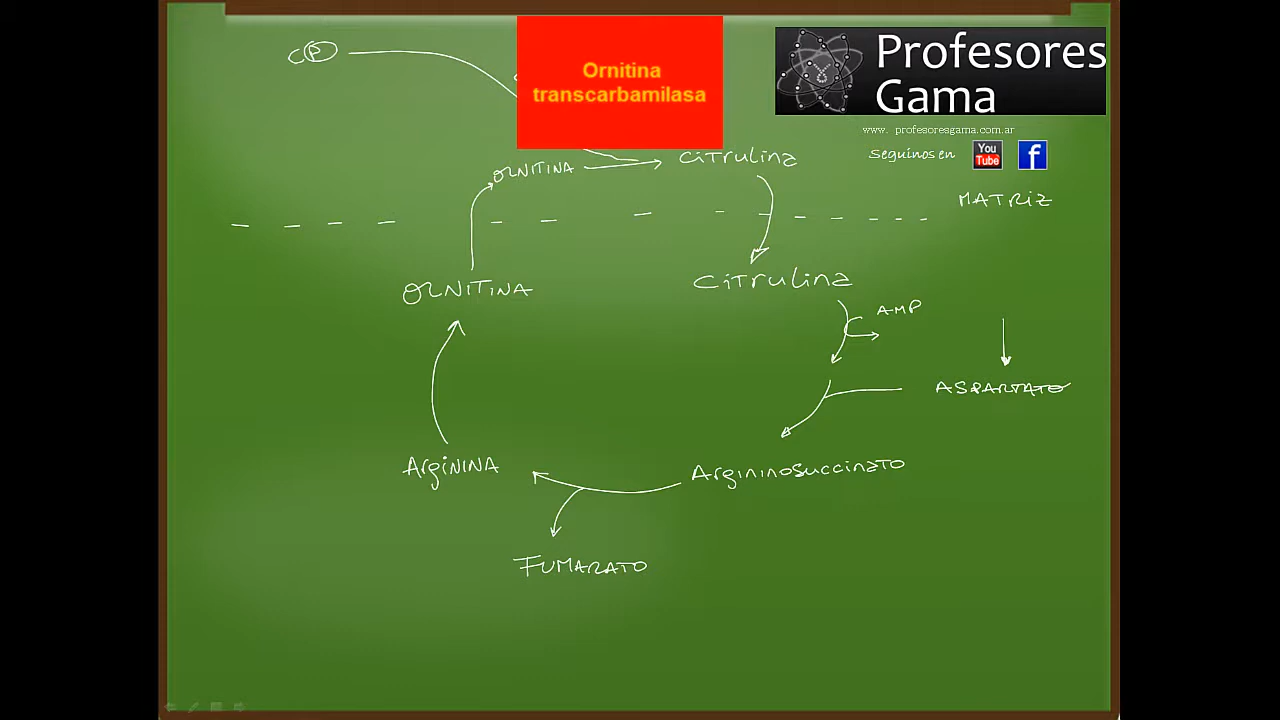 CP
Ornitina
transcarbamilasa
Profesores
Gama
www. profesoresgama.com.ar
Seguinos en
You
Tube
f
ORNITINA
Citrulina
MATRIZ
ORNITINA
Citrulina
AMP
ASPARTATO
Arginina
Argininosuccinato
FUMARATO